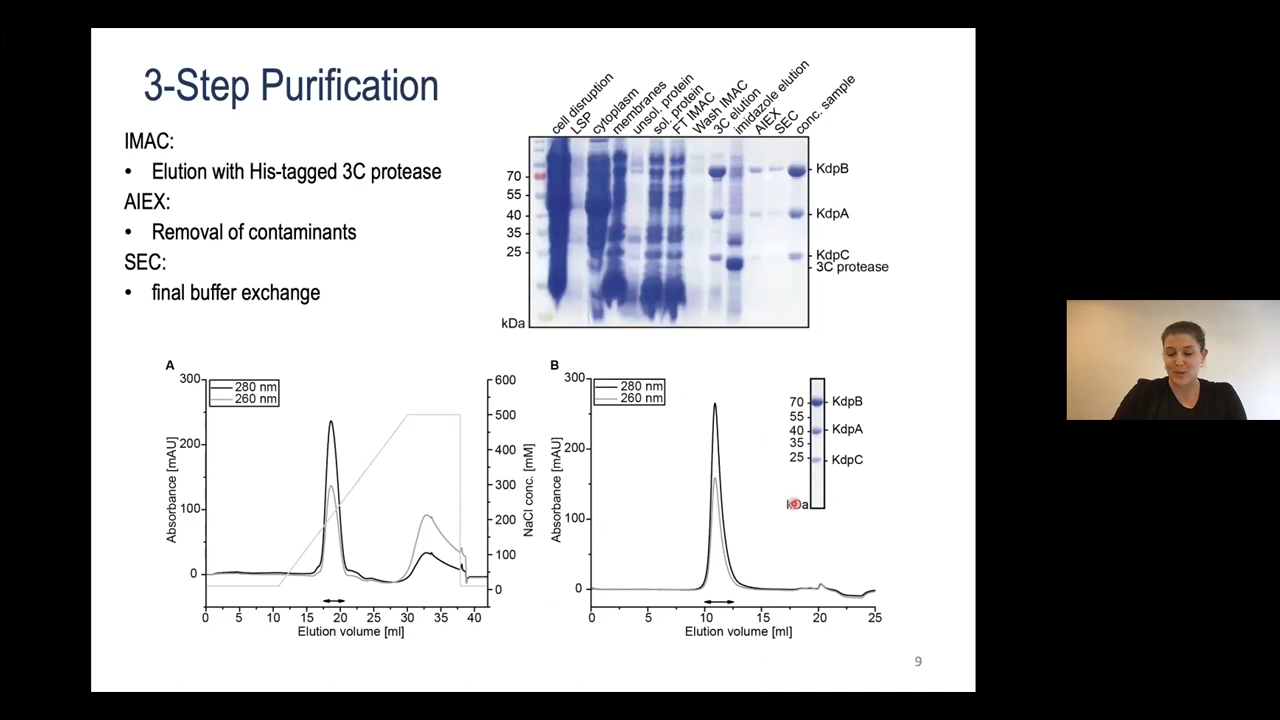 3-Step Purification
IMAC:
• Elution with His-tagged 3C protease
AIEX:
• Removal of contaminants
SEC:
• final buffer exchange
cell disruption
LSP
cytoplasm
membranes
unsol. protein
sol. protein
FT IMAC
Wash IMAC
3C elution
imidazole elution
AIEX
SEC
conc. sample
70
55
40
35
25
kDa
KdpB
KdpA
KdpC
3C protease
A
280 nm
260 nm
300
200
100
0
Absorbance [mAU]
600
500
400
300
200
100
0
NaCl conc. [mM]
0 5 10 15 20 25 30 35 40
Elution volume [ml]
B
280 nm
260 nm
300
200
100
0
Absorbance [mAU]
0 5 10 15 20 25
Elution volume [ml]
70
55
40
35
25
kDa
KdpB
KdpA
KdpC
9